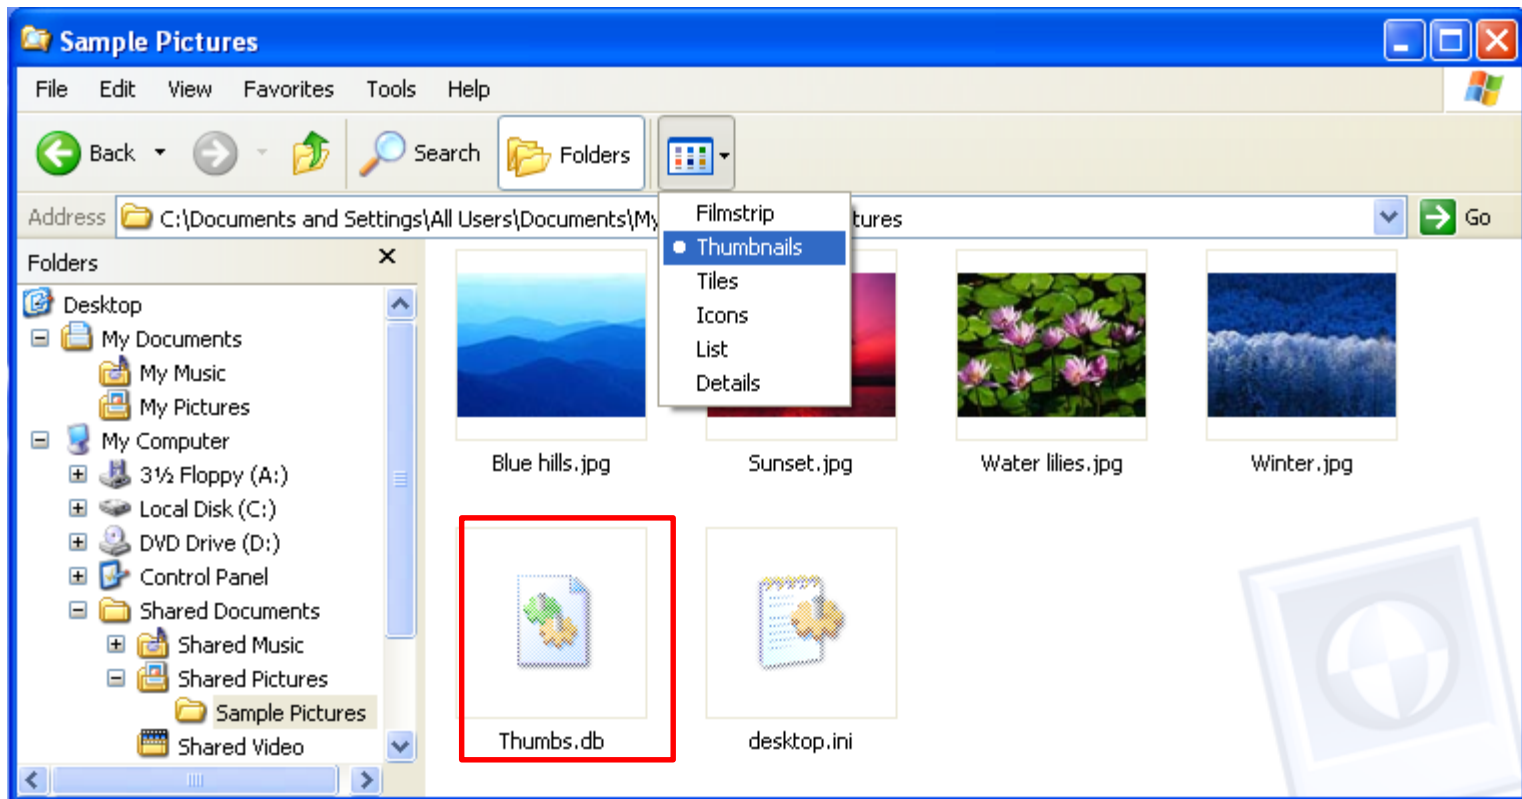 Sample Pictures
File Edit View Favorites Tools Help
Back Search Folders
Address C:\Documents and Settings\All Users\Documents\My tures Go
Filmstrip
Thumbnails
Tiles
Icons
List
Details
Folders
Desktop
My Documents
My Music
My Pictures
My Computer
3½ Floppy (A:)
Local Disk (C:)
DVD Drive (D:)
Control Panel
Shared Documents
Shared Music
Shared Pictures
Sample Pictures
Shared Video
Blue hills.jpg Sunset.jpg Water lilies.jpg Winter.jpg
Thumbs.db desktop.ini